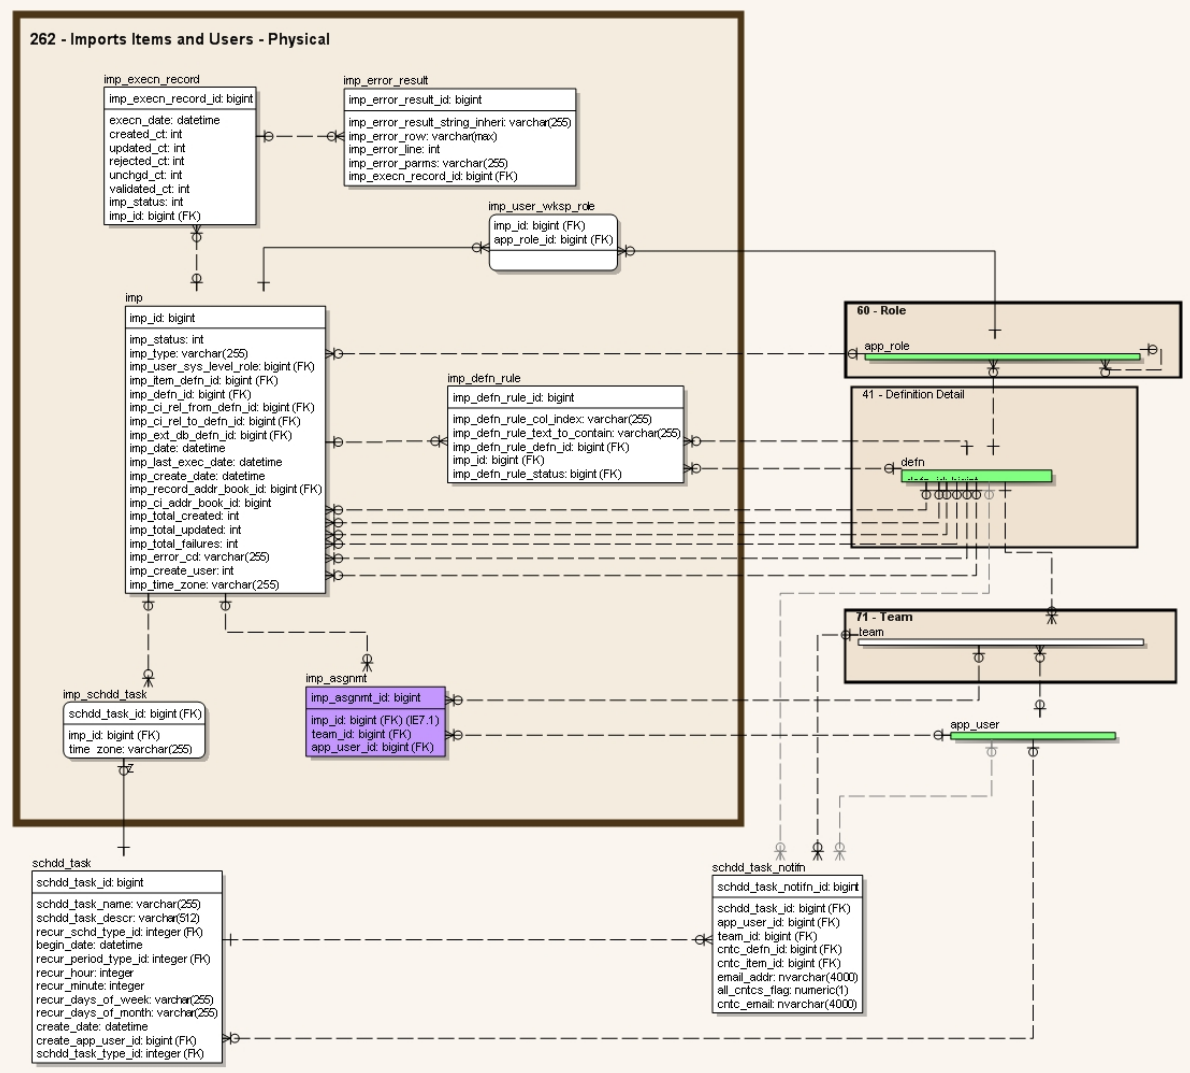 262 - Imports Items and Users - Physical
imp_execn_record
imp_execn_record_id: bigint
execn_date: datetime
created_ct: int
updated_ct: int
rejected_ct: int
unchgd_ct: int
validated_ct: int
imp_status: int
imp_id: bigint (FK)
imp_error_result
imp_error_result_id: bigint
imp_error_result_string_inheri: varchar(255)
imp_error_row: varchar(max)
imp_error_line: int
imp_error_parms: varchar(255)
imp_execn_record_id: bigint (FK)
imp_user_wksp_role
imp_id: bigint (FK)
app_role_id: bigint (FK)
imp
imp_id: bigint
imp_status: int
imp_type: varchar(255)
imp_user_sys_level_role: bigint (FK)
imp_item_defn_id: bigint (FK)
imp_defn_id: bigint (FK)
imp_ci_rel_from_defn_id: bigint (FK)
imp_ci_rel_to_defn_id: bigint (FK)
imp_ext_db_defn_id: bigint (FK)
imp_date: datetime
imp_last_exec_date: datetime
imp_create_date: datetime
imp_record_addr_book_id: bigint (FK)
imp_ci_addr_book_id: bigint
imp_total_created: int
imp_total_updated: int
imp_total_failures: int
imp_error_cd: varchar(255)
imp_create_user: int
imp_time_zone: varchar(255)
imp_defn_rule
imp_defn_rule_id: bigint
imp_defn_rule_col_index: varchar(255)
imp_defn_rule_text_to_contain: varchar(255)
imp_defn_rule_defn_id: bigint (FK)
imp_id: bigint (FK)
imp_defn_rule_status: bigint (FK)
60 - Role
app_role
41 - Definition Detail
defn
71 - Team
team
app_user
imp_schdd_task
schdd_task_id: bigint (FK)
imp_id: bigint (FK)
time_zone: varchar(255)
Z
imp_asgnmt
imp_asgnmt_id: bigint
imp_id: bigint (FK) (IE7.1)
team_id: bigint (FK)
app_user_id: bigint (FK)
schdd_task
schdd_task_id: bigint
schdd_task_name: varchar(255)
schdd_task_descr: varchar(512)
recur_schd_type_id: integer (FK)
begin_date: datetime
recur_period_type_id: integer (FK)
recur_hour: integer
recur_minute: integer
recur_days_of_week: varchar(255)
recur_days_of_month: varchar(255)
create_date: datetime
create_app_user_id: bigint (FK)
schdd_task_type_id: integer (FK)
schdd_task_notifn
schdd_task_notifn_id: bigint
schdd_task_id: bigint (FK)
app_user_id: bigint (FK)
team_id: bigint (FK)
cntc_defn_id: bigint (FK)
cntc_item_id: bigint (FK)
email_addr: nvarchar(4000)
all_cntcs_flag: numeric(1)
cntc_email: nvarchar(4000)